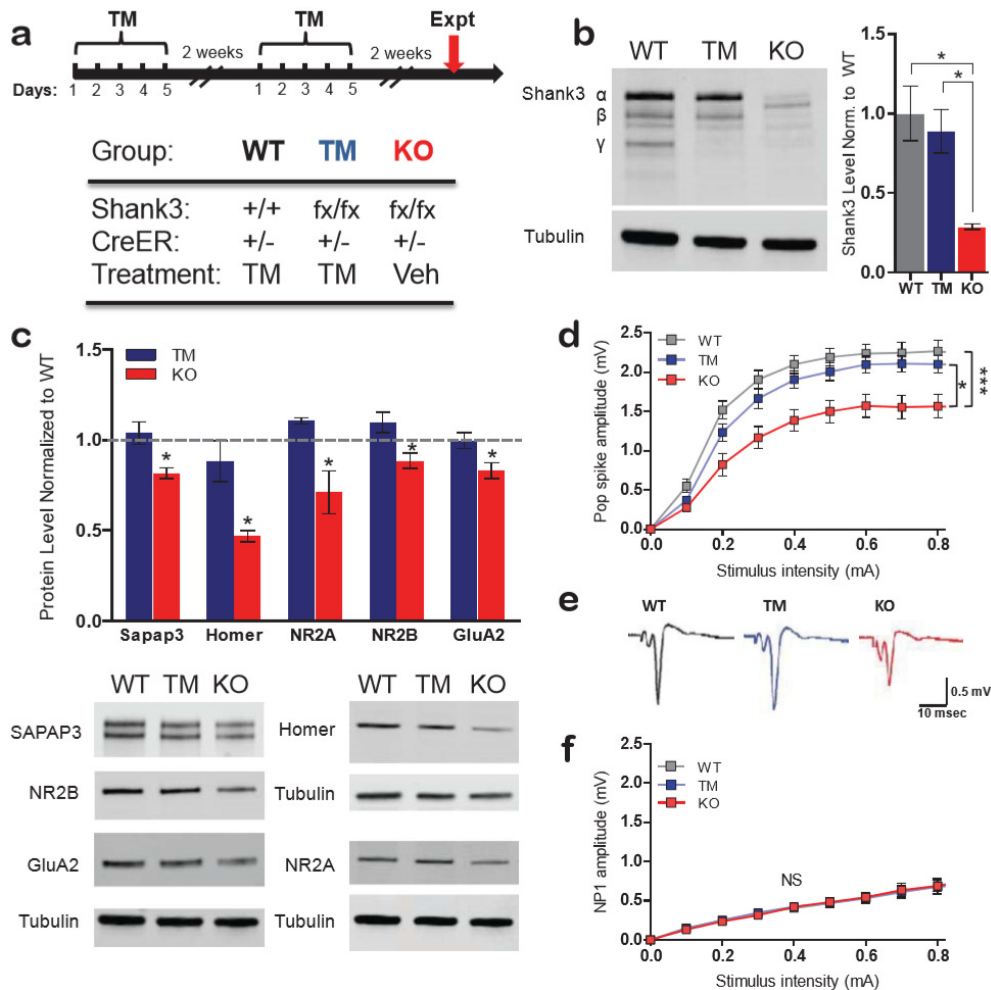 a
TM
TM
Expt
2 weeks
2 weeks
Days: 1 2 3 4 5 1 2 3 4 5
Group: WT TM KO
Shank3: +/+ fx/fx fx/fx
CreER: +/- +/- +/-
Treatment: TM TM Veh
b
WT TM KO
Shank3 α
β
γ
Tubulin
Shank3 Level Norm. to WT
1.5
1.0
0.5
0.0
* 
*
WT TM KO
c
Protein Level Normalized to WT
1.5
1.0
0.5
0.0
TM
KO
* * * * *
Sapap3 Homer NR2A NR2B GluA2
WT TM KO
SAPAP3
NR2B
GluA2
Tubulin
WT TM KO
Homer
Tubulin
NR2A
Tubulin
d
Pop spike amplitude (mV)
2.5
2.0
1.5
1.0
0.5
0.0
WT
TM
KO
*
***
0.0 0.2 0.4 0.6 0.8
Stimulus intensity (mA)
e
WT TM KO
0.5 mV
10 msec
f
NP1 amplitude (mV)
2.5
2.0
1.5
1.0
0.5
0.0
WT
TM
KO
NS
0.0 0.2 0.4 0.6 0.8
Stimulus intensity (mA)